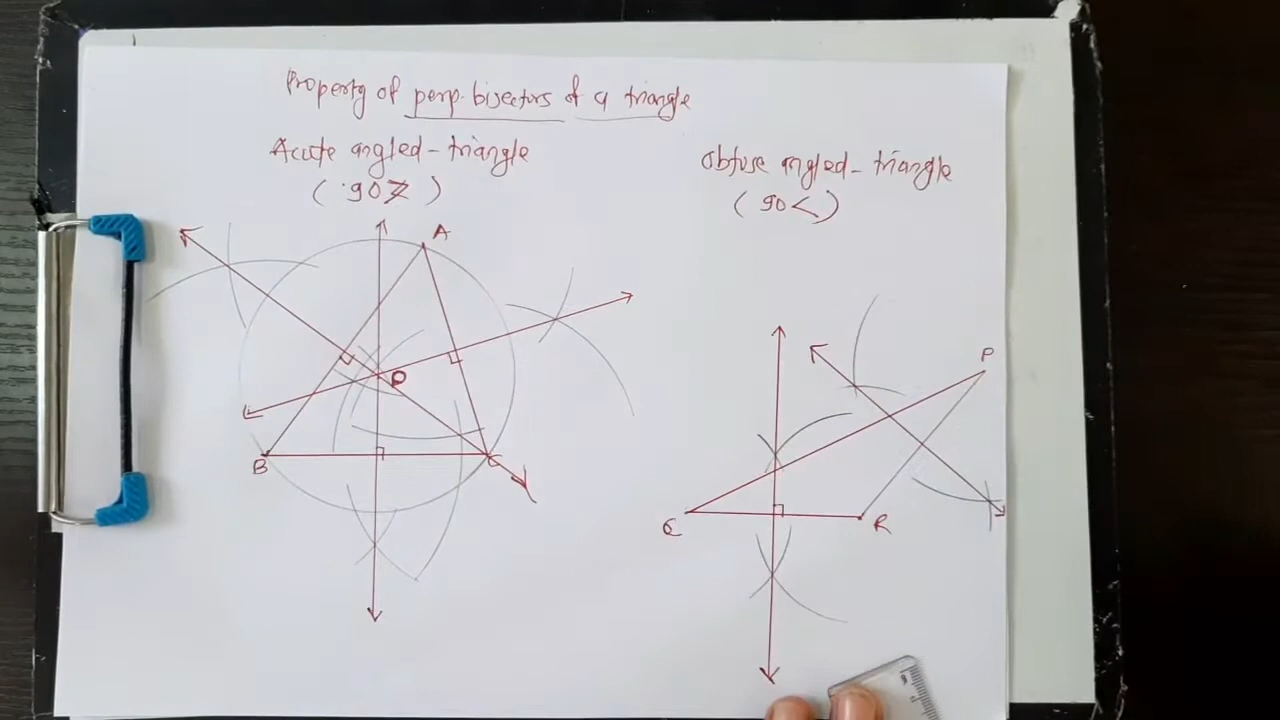 Property of perp. bisectors of a triangle
Acute angled-triangle
(90
Obtuse angled-triangle
(90<)
A
P
O
B
C
Q
R